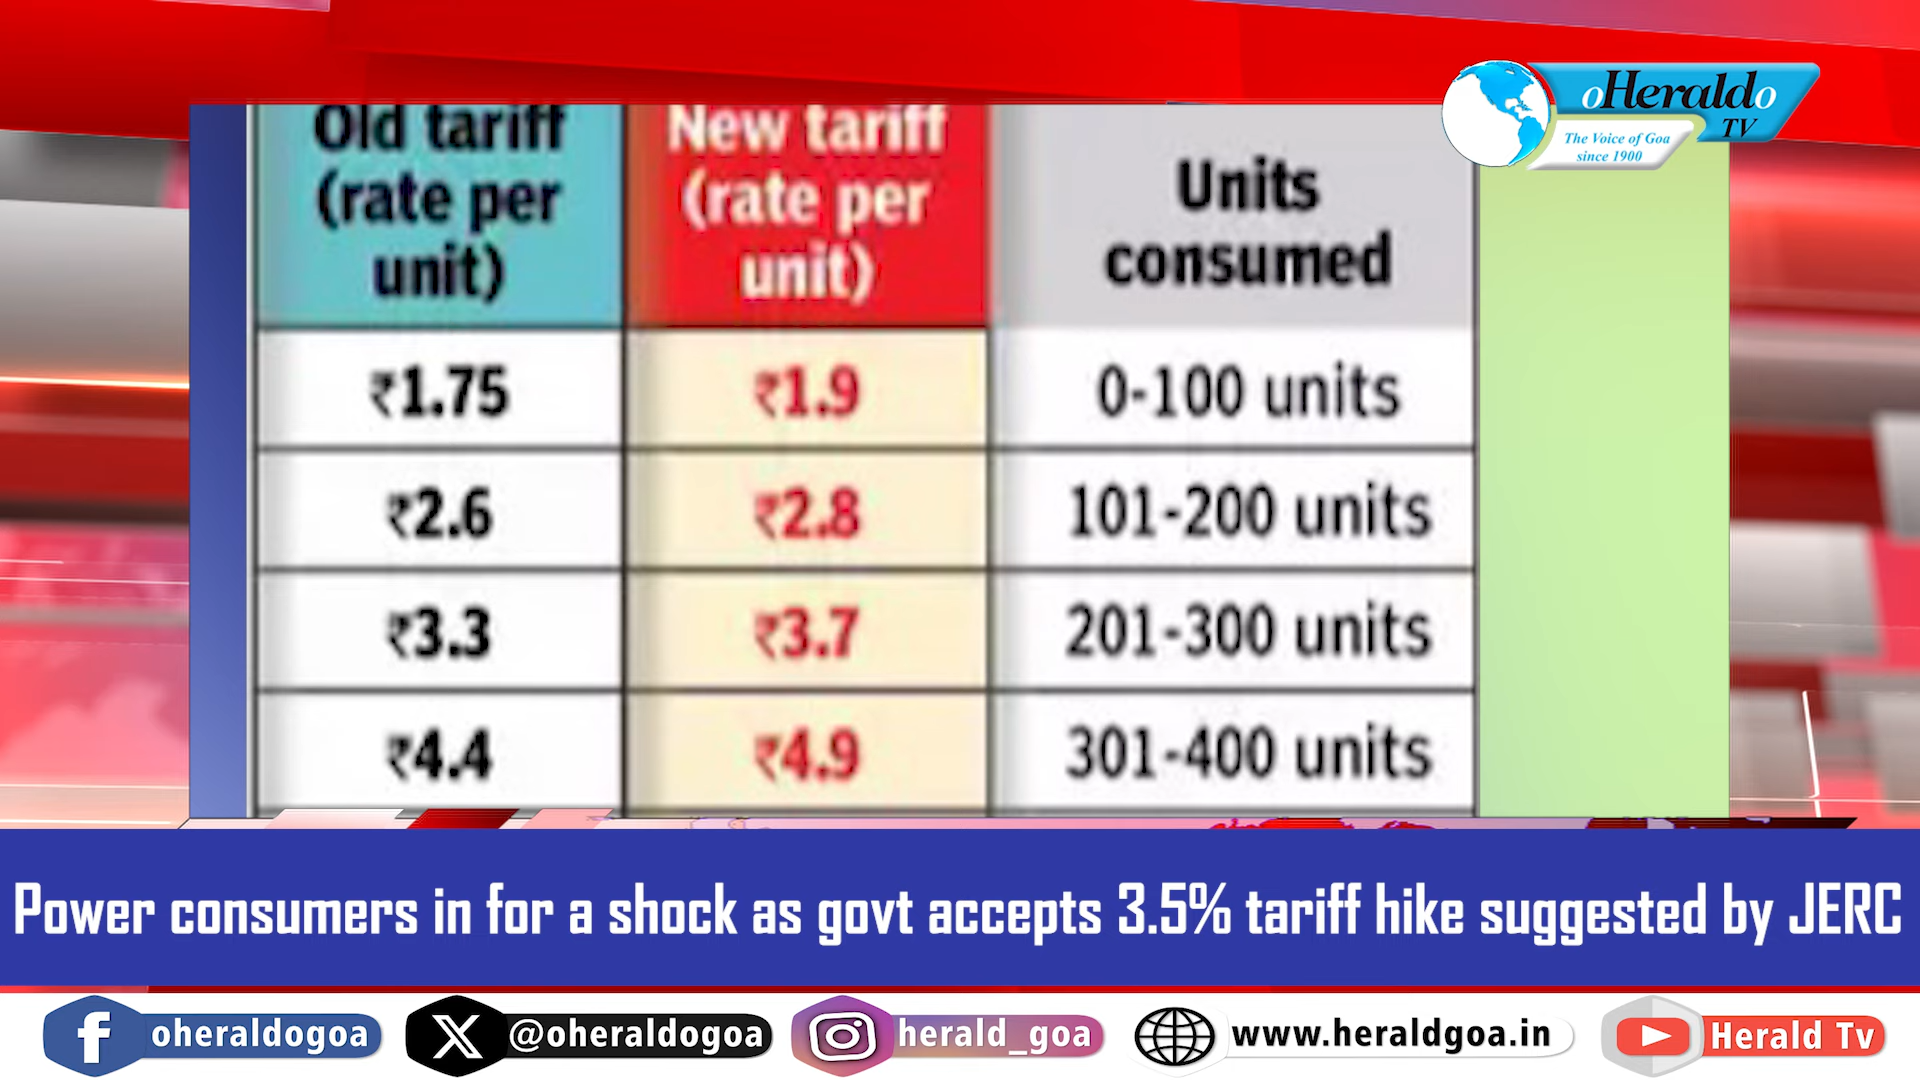 oHeraldo
TV
The Voice of Goa
since 1900
Old tariff
(rate per
unit)
New tariff
(rate per
unit)
Units
consumed
₹1.75
₹1.9
0-100 units
₹2.6
₹2.8
101-200 units
₹3.3
₹3.7
201-300 units
₹4.4
₹4.9
301-400 units
Power consumers in for a shock as govt accepts 3.5% tariff hike suggested by JERC
oheraldogoa
@oheraldogoa
herald_goa
www.heraldgoa.in
Herald Tv